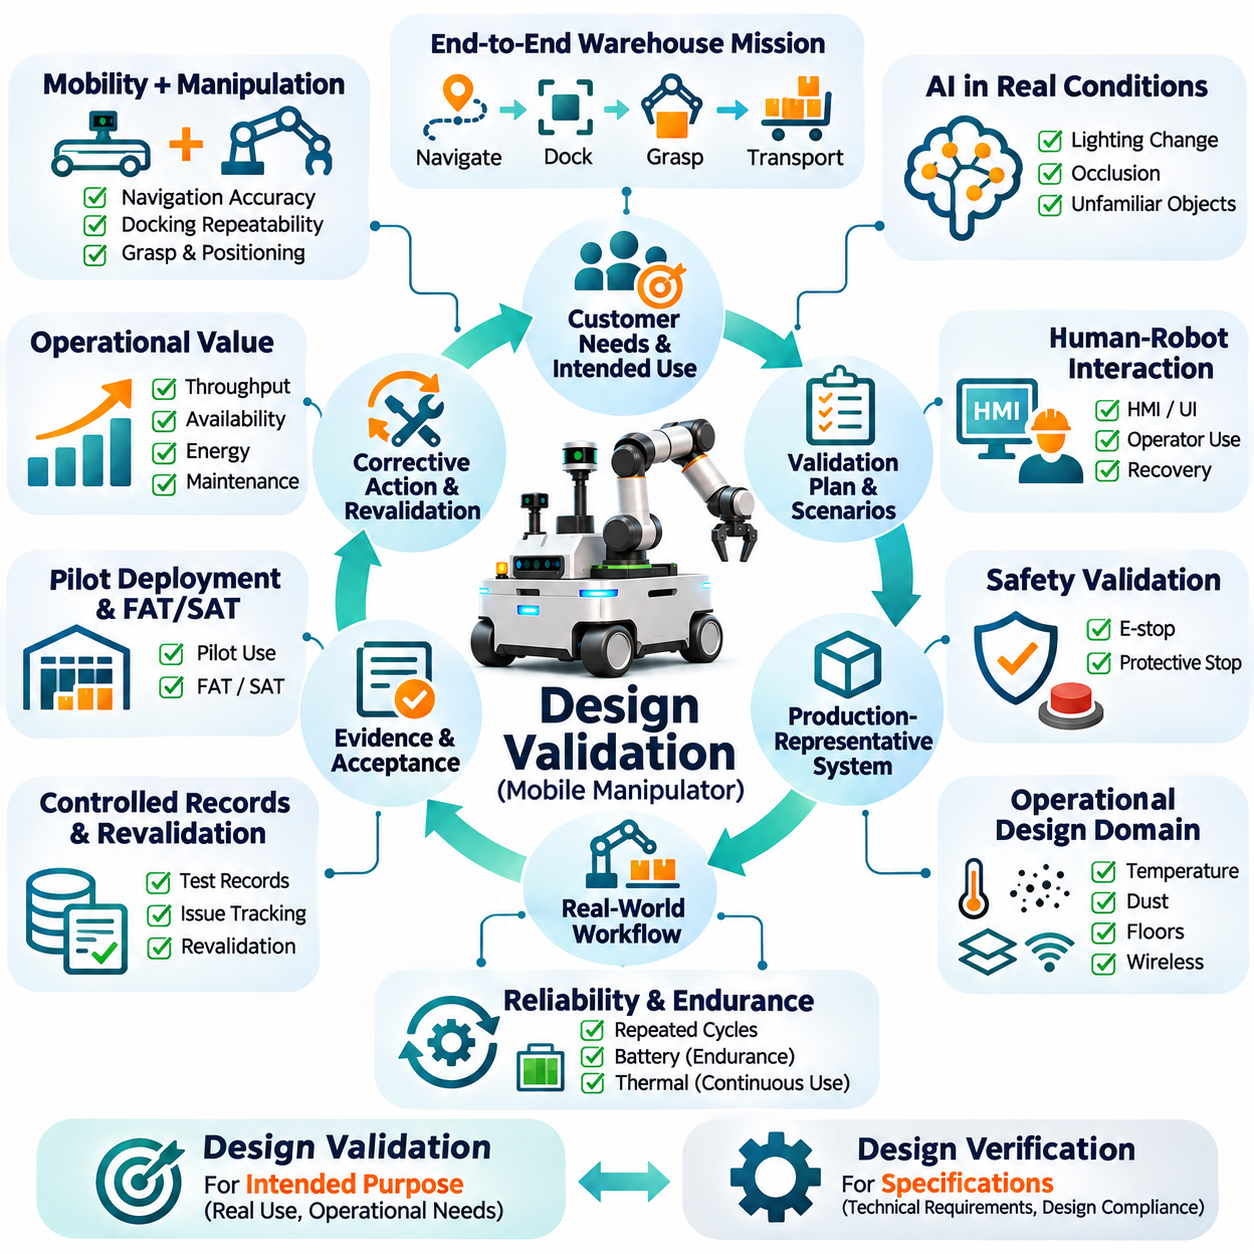 End-to-End Warehouse Mission
Navigate
Dock
Grasp
Transport
Mobility + Manipulation
Navigation Accuracy
Docking Repeatability
Grasp & Positioning
AI in Real Conditions
Lighting Change
Occlusion
Unfamiliar Objects
Operational Value
Throughput
Availability
Energy
Maintenance
Human-Robot
Interaction
HMI
HMI / UI
Operator Use
Recovery
Pilot Deployment
& FAT/SAT
Pilot Use
FAT / SAT
Safety Validation
E-stop
Protective Stop
Controlled Records
& Revalidation
Test Records
Issue Tracking
Revalidation
Operational
Design Domain
Temperature
Dust
Floors
Wireless
Customer
Needs &
Intended Use
Validation
Plan &
Scenarios
Production-
Representative
System
Real-World
Workflow
Evidence &
Acceptance
Corrective
Action &
Revalidation
Design
Validation
(Mobile Manipulator)
Reliability & Endurance
Repeated Cycles
Battery (Endurance)
Thermal (Continuous Use)
Design Validation
For Intended Purpose
(Real Use, Operational Needs)
Design Verification
For Specifications
(Technical Requirements, Design Compliance)